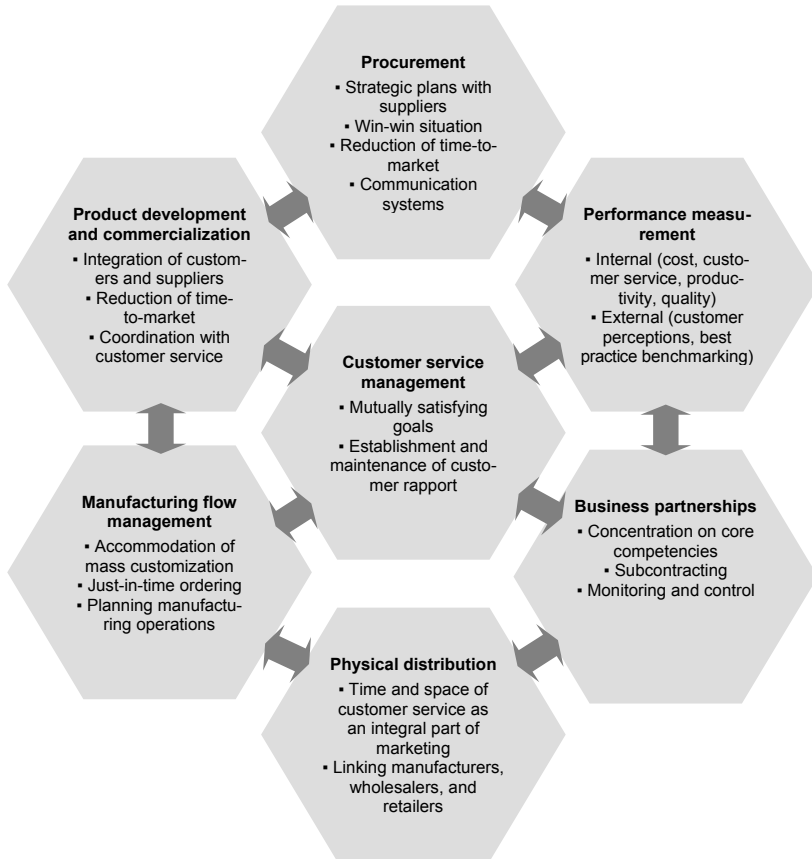 Procurement
▪ Strategic plans with
suppliers
▪ Win-win situation
▪ Reduction of time-to-
market
▪ Communication
systems
Product development
and commercialization
▪ Integration of custom-
ers and suppliers
▪ Reduction of time-
to-market
▪ Coordination with
customer service
Performance measu-
rement
▪ Internal (cost, custo-
mer service, produc-
tivity, quality)
▪ External (customer
perceptions, best
practice benchmarking)
Customer service
management
▪ Mutually satisfying
goals
▪ Establishment and
maintenance of custo-
mer rapport
Manufacturing flow
management
▪ Accommodation of
mass customization
▪ Just-in-time ordering
▪ Planning manufactu-
ring operations
Business partnerships
▪ Concentration on core
competencies
▪ Subcontracting
▪ Monitoring and control
Physical distribution
▪ Time and space of
customer service as
an integral part of
marketing
▪ Linking manufacturers,
wholesalers, and
retailers